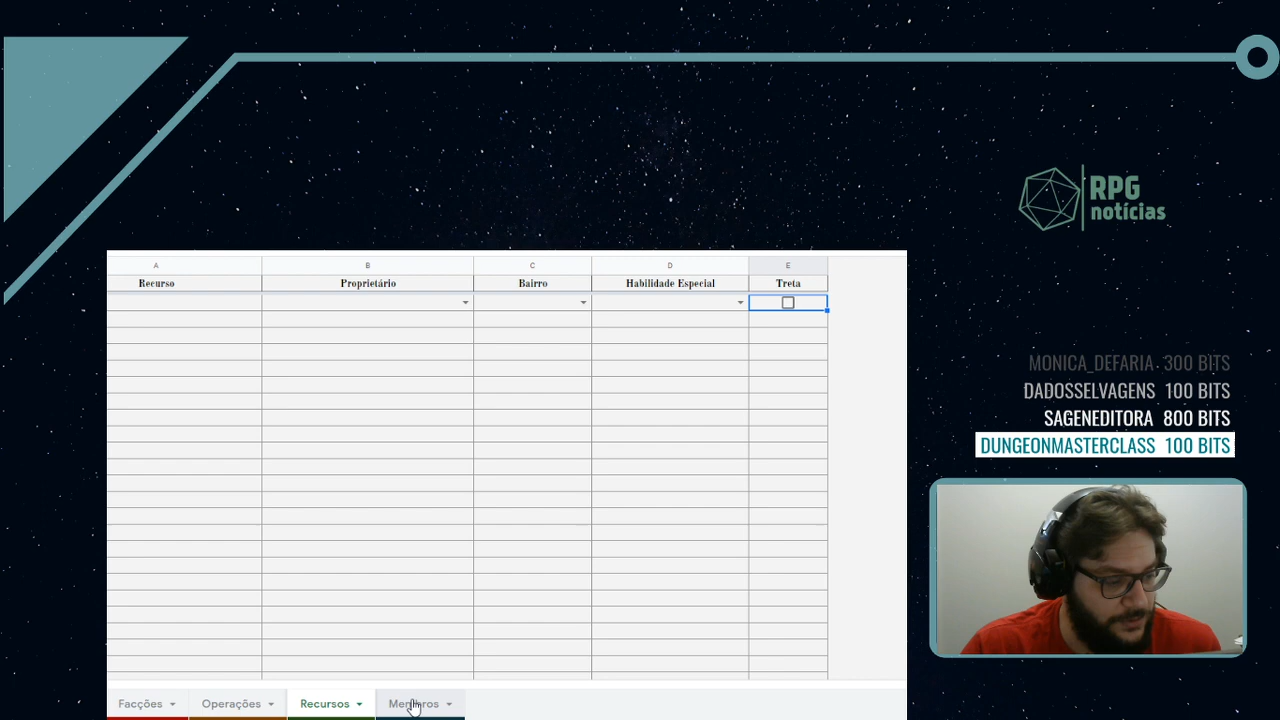 RPG
notícias
A B C D E
Recurso Proprietário Bairro Habilidade Especial Treta
MONICA_DEFARIA 300 BITS
DADOSSELVAGENS 100 BITS
SAGENEDITORA 800 BITS
DUNGEONMASTERCLASS 100 BITS
Facções Operações Recursos Membros